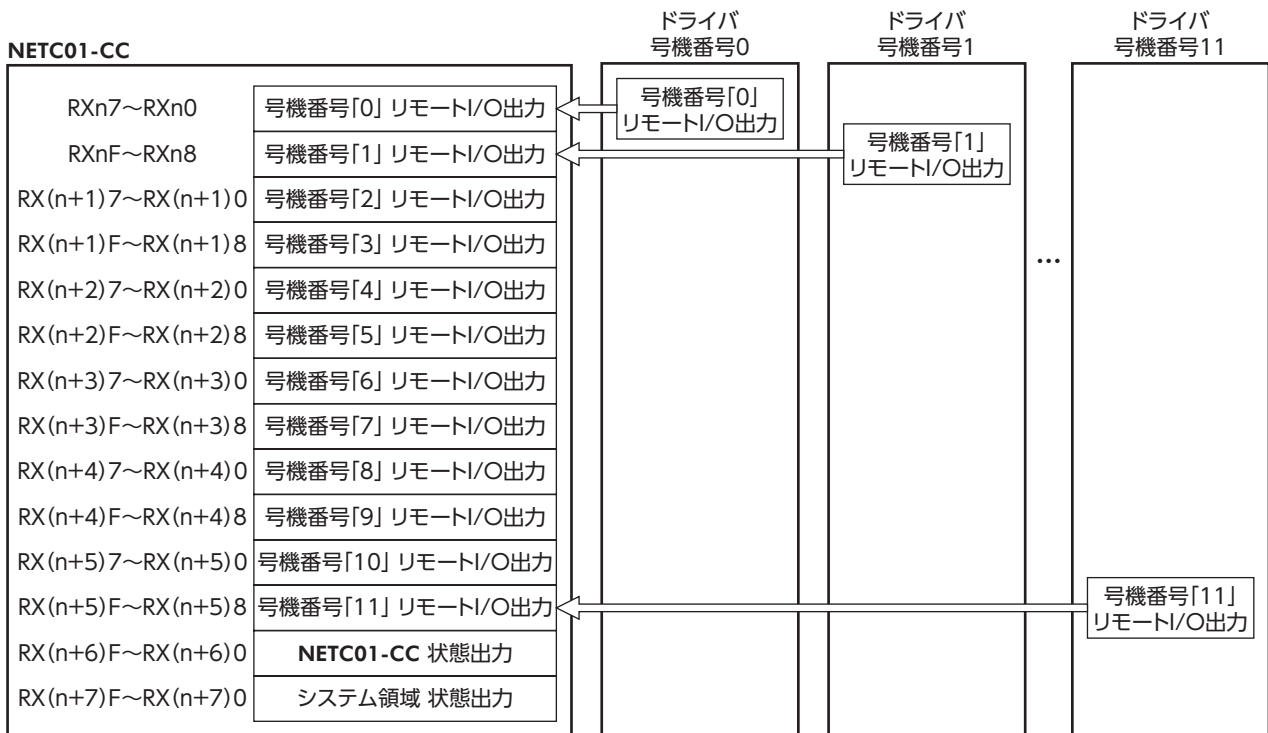 NETC01-CC
ドライバ
号機番号0
ドライバ
号機番号1
ドライバ
号機番号11
RXn7～RXn0
号機番号「0」 リモートI/O出力
号機番号「0」
リモートI/O出力
RXnF～RXn8
号機番号「1」 リモートI/O出力
号機番号「1」
リモートI/O出力
RX(n+1)7～RX(n+1)0
号機番号「2」 リモートI/O出力
RX(n+1)F～RX(n+1)8
号機番号「3」 リモートI/O出力
…
RX(n+2)7～RX(n+2)0
号機番号「4」 リモートI/O出力
RX(n+2)F～RX(n+2)8
号機番号「5」 リモートI/O出力
RX(n+3)7～RX(n+3)0
号機番号「6」 リモートI/O出力
RX(n+3)F～RX(n+3)8
号機番号「7」 リモートI/O出力
RX(n+4)7～RX(n+4)0
号機番号「8」 リモートI/O出力
RX(n+4)F～RX(n+4)8
号機番号「9」 リモートI/O出力
RX(n+5)7～RX(n+5)0
号機番号「10」 リモートI/O出力
RX(n+5)F～RX(n+5)8
号機番号「11」 リモートI/O出力
号機番号「11」
リモートI/O出力
RX(n+6)F～RX(n+6)0
NETC01-CC 状態出力
RX(n+7)F～RX(n+7)0
システム領域 状態出力